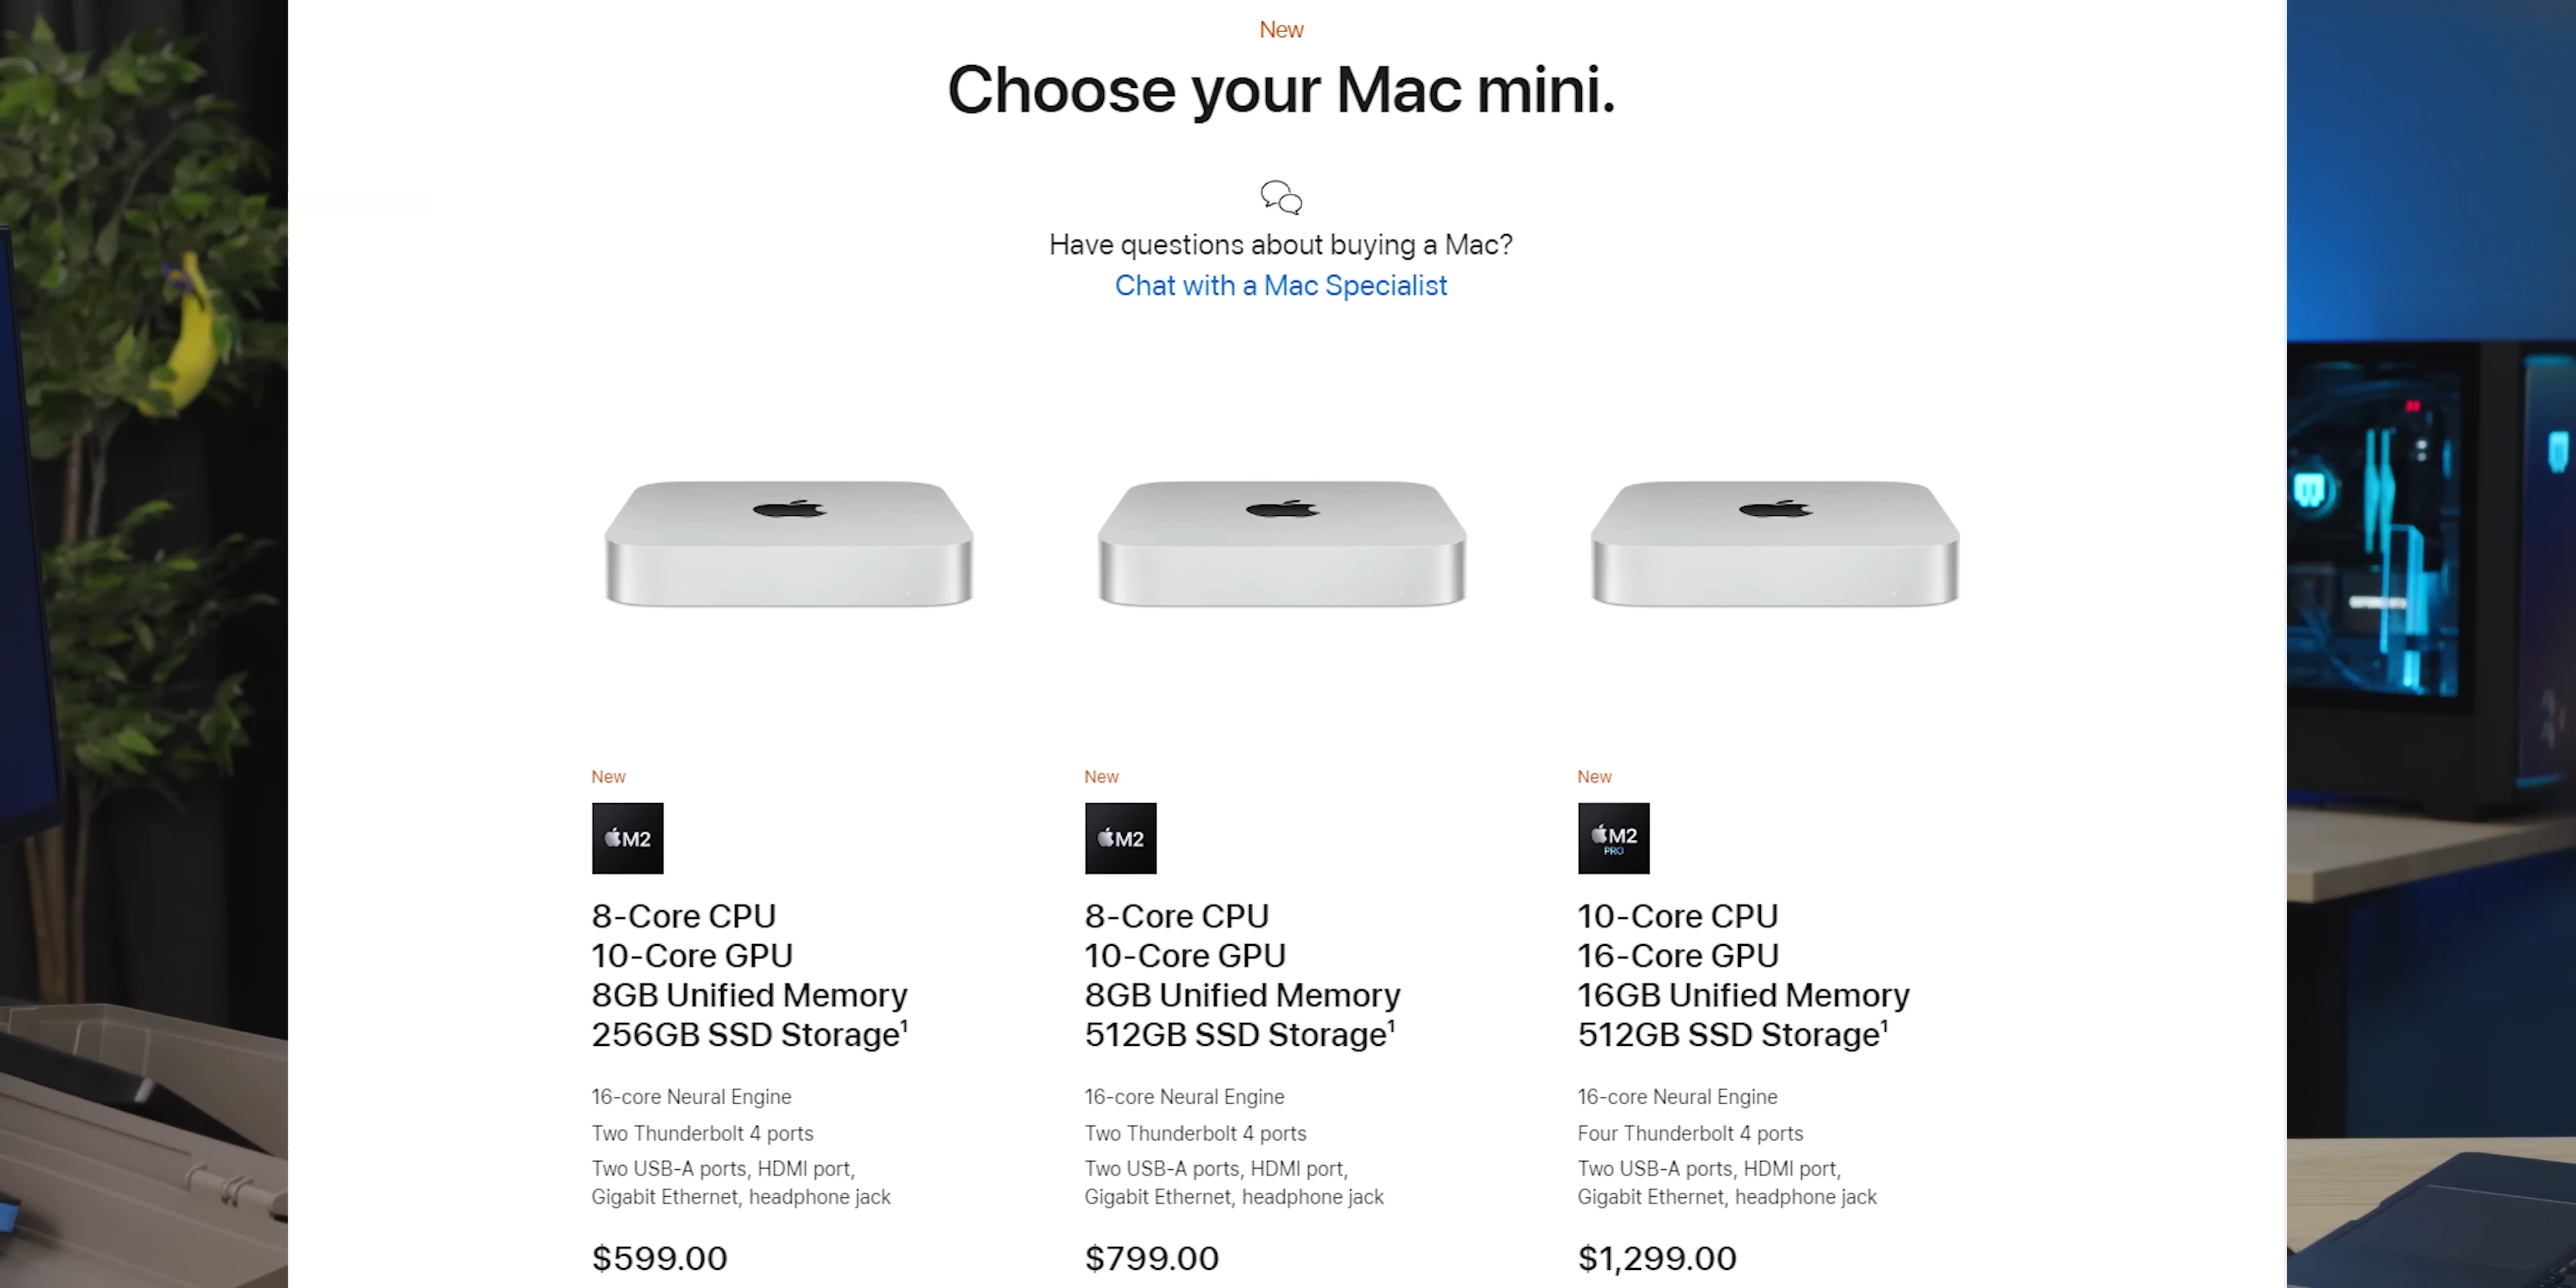 New
Choose your Mac mini.
Have questions about buying a Mac?
Chat with a Mac Specialist
New
M2
8-Core CPU
10-Core GPU
8GB Unified Memory
256GB SSD Storage¹
16-core Neural Engine
Two Thunderbolt 4 ports
Two USB-A ports, HDMI port,
Gigabit Ethernet, headphone jack
$599.00
New
M2
8-Core CPU
10-Core GPU
8GB Unified Memory
512GB SSD Storage¹
16-core Neural Engine
Two Thunderbolt 4 ports
Two USB-A ports, HDMI port,
Gigabit Ethernet, headphone jack
$799.00
New
M2
PRO
10-Core CPU
16-Core GPU
16GB Unified Memory
512GB SSD Storage¹
16-core Neural Engine
Four Thunderbolt 4 ports
Two USB-A ports, HDMI port,
Gigabit Ethernet, headphone jack
$1,299.00